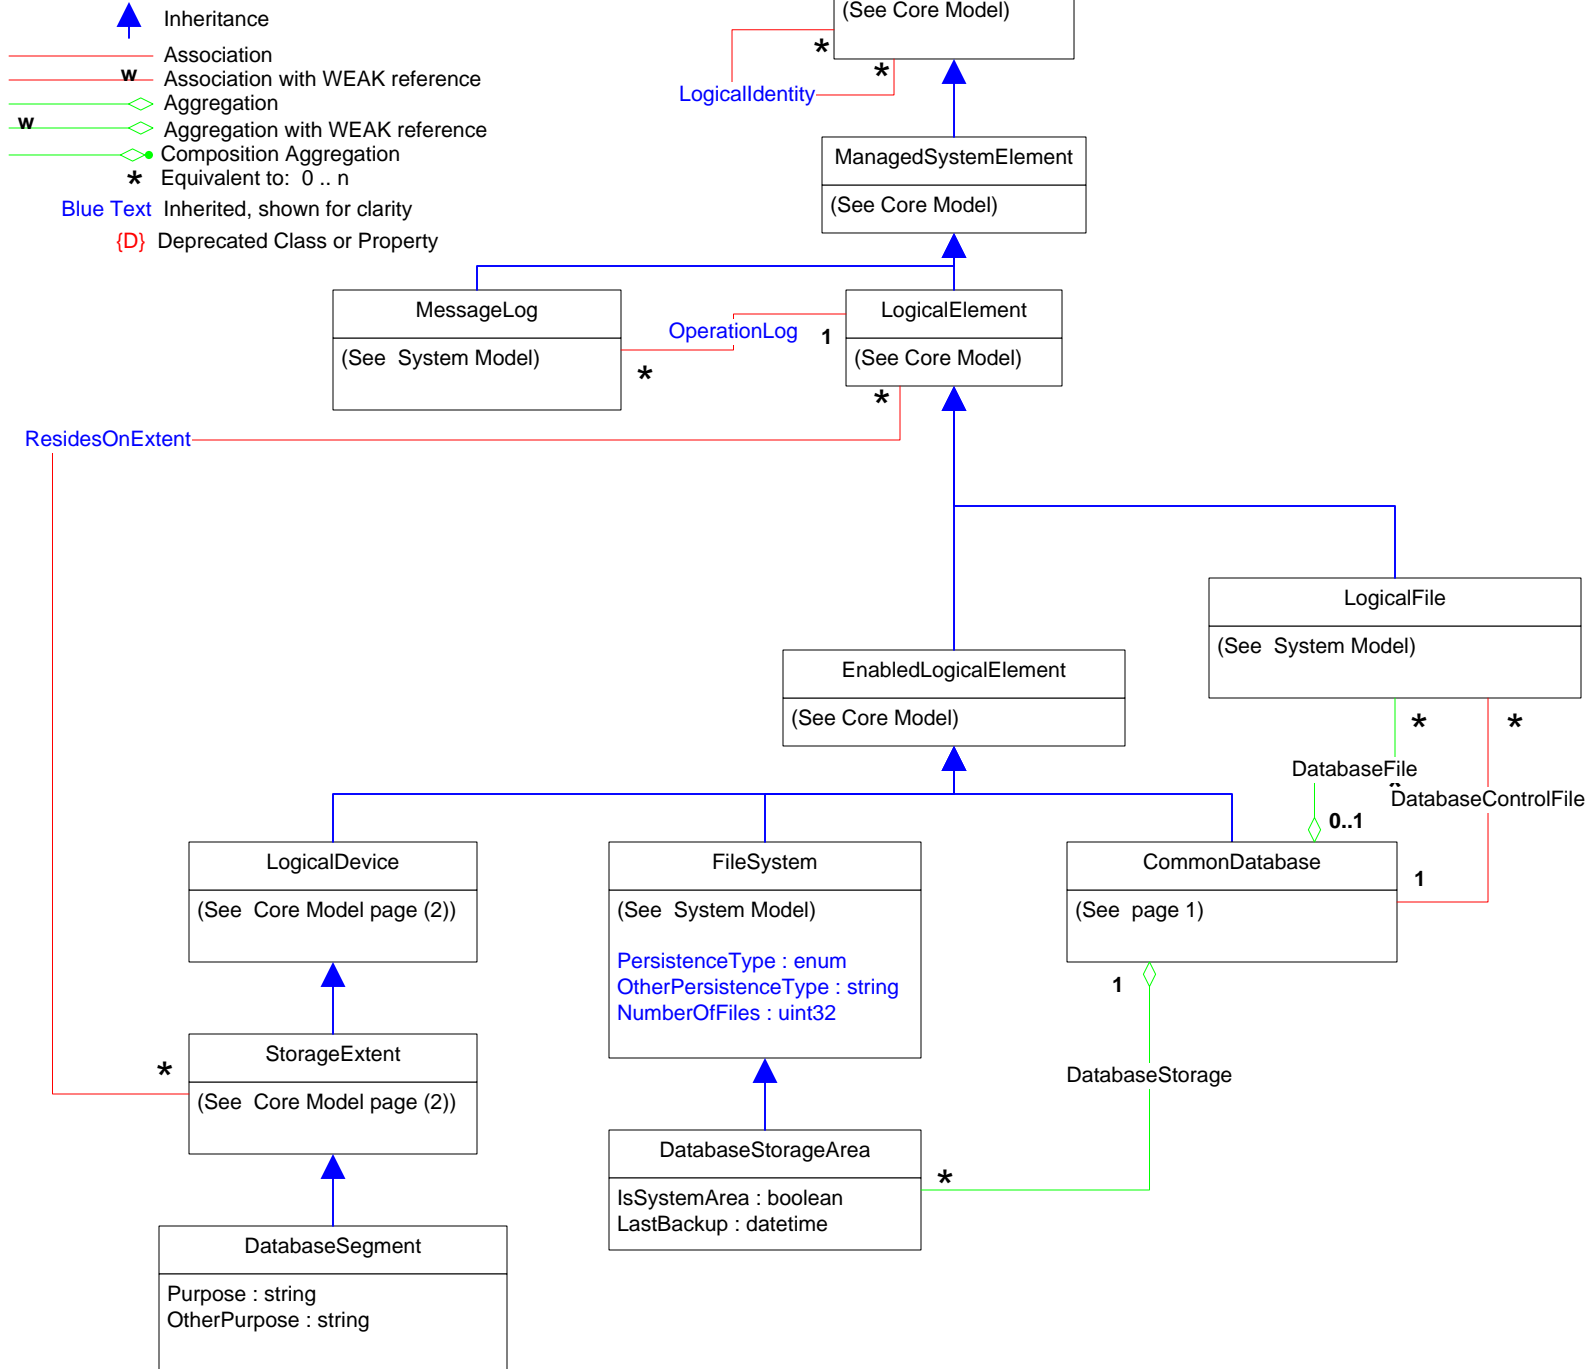 Inheritance
Association
w
Association with WEAK reference
Aggregation
w
Aggregation with WEAK reference
Composition Aggregation
* Equivalent to: 0 .. n
Blue Text Inherited, shown for clarity
{D} Deprecated Class or Property
(See Core Model)
*
*
LogicalIdentity
ManagedSystemElement
(See Core Model)
MessageLog
(See System Model)
OperationLog
1
*
LogicalElement
(See Core Model)
*
ResidesOnExtent
LogicalFile
(See System Model)
EnabledLogicalElement
(See Core Model)
*
*
DatabaseFile
*
DatabaseControlFile
0..1
LogicalDevice
(See Core Model page (2))
FileSystem
(See System Model)
PersistenceType : enum
OtherPersistenceType : string
NumberOfFiles : uint32
CommonDatabase
(See page 1)
1
1
StorageExtent
(See Core Model page (2))
*
DatabaseStorage
DatabaseStorageArea
IsSystemArea : boolean
LastBackup : datetime
*
DatabaseSegment
Purpose : string
OtherPurpose : string